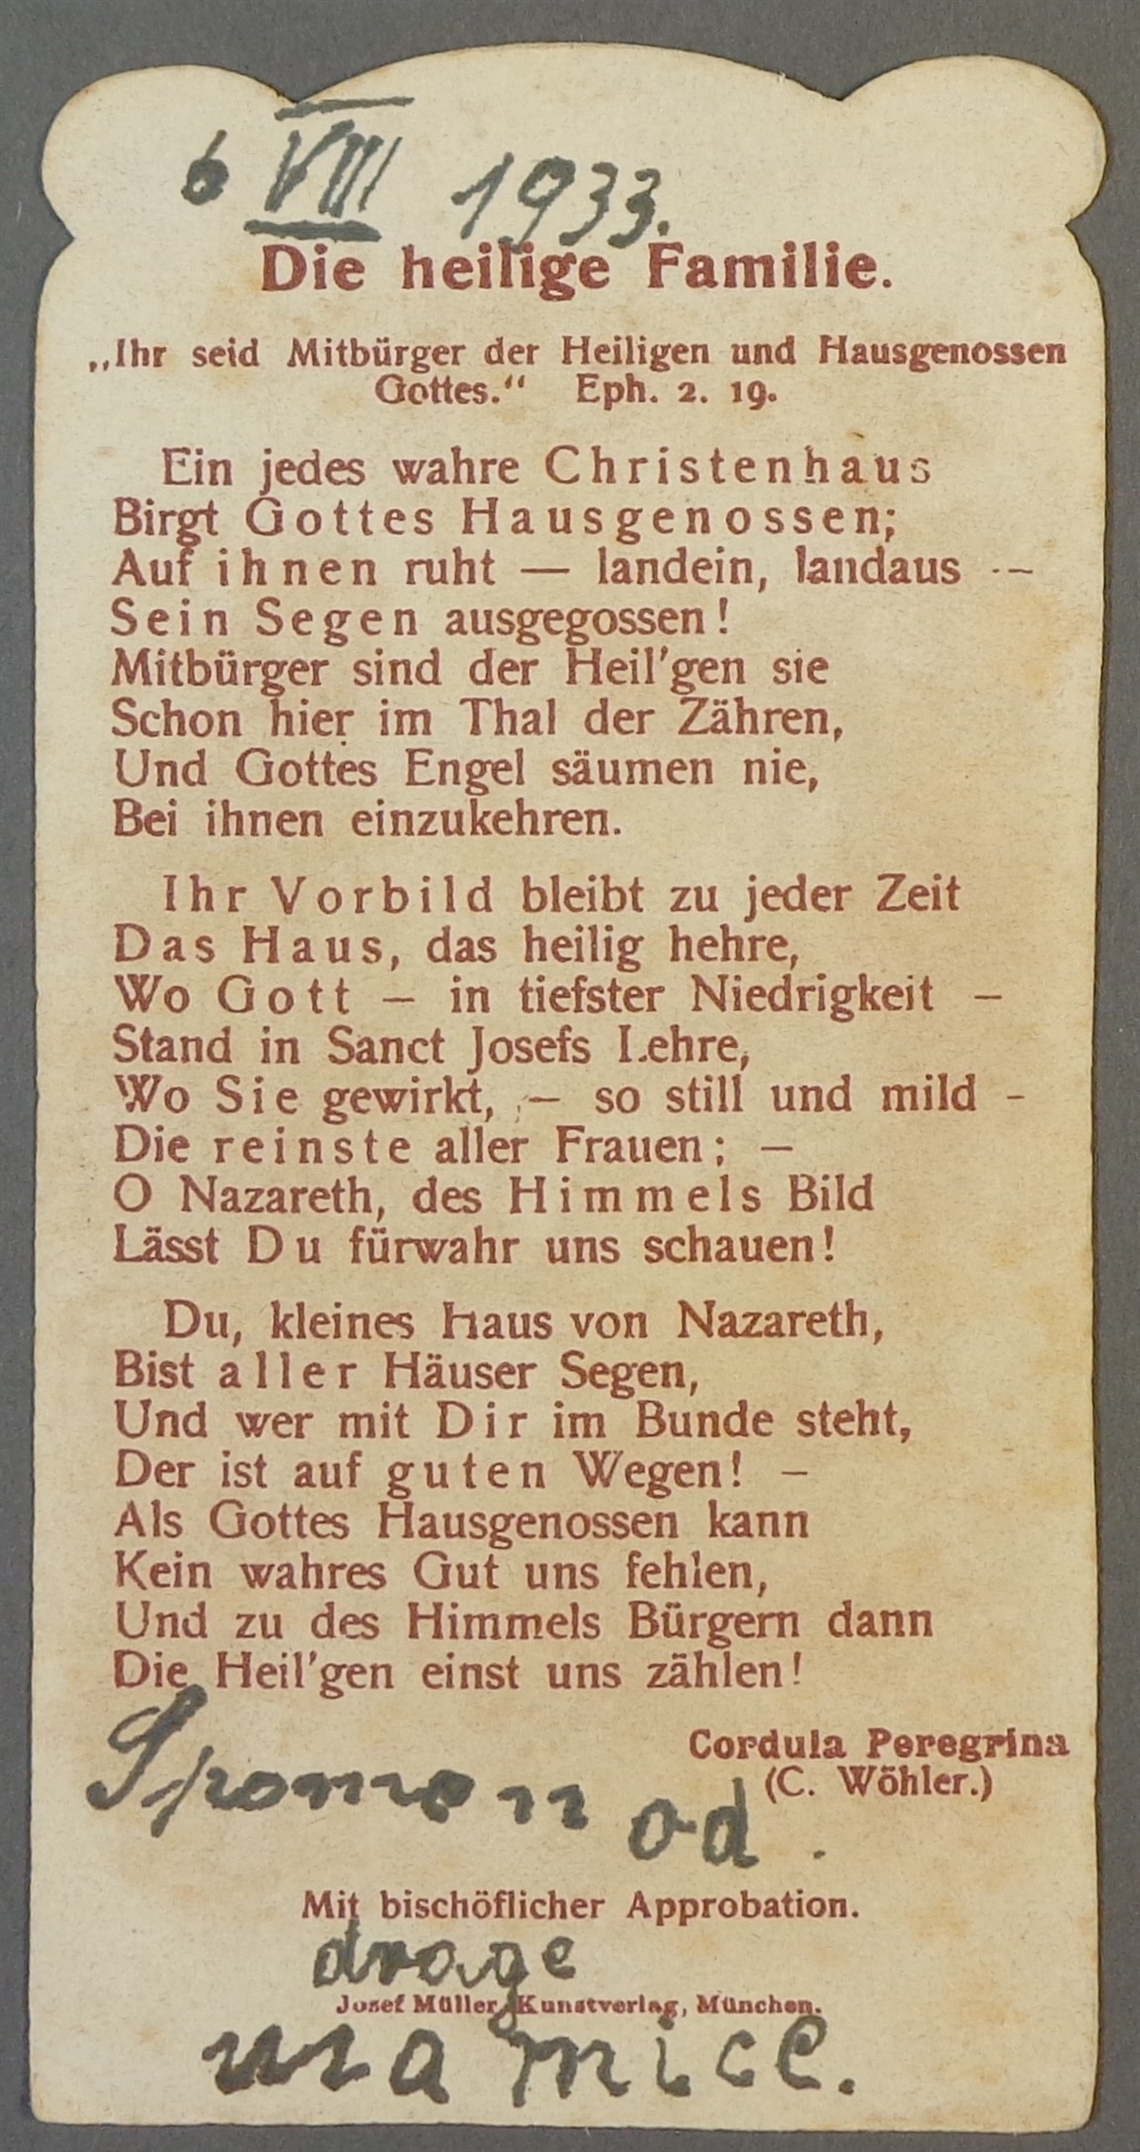 6 VIII 1933.
Die heilige Familie.
„Ihr seid Mitbürger der Heiligen und Hausgenossen
Gottes.“ Eph. 2. 19.
Ein jedes wahre Christenhaus
Birgt Gottes Hausgenossen;
Auf ihnen ruht — landein, landaus —
Sein Segen ausgegossen!
Mitbürger sind der Heil'gen sie
Schon hier im Thal der Zähren,
Und Gottes Engel säumen nie,
Bei ihnen einzukehren.
Ihr Vorbild bleibt zu jeder Zeit
Das Haus, das heilig hehre,
Wo Gott – in tiefster Niedrigkeit –
Stand in Sanct Josefs Lehre,
Wo Sie gewirkt, – so still und mild -
Die reinste aller Frauen; –
O Nazareth, des Himmels Bild
Lässt Du fürwahr uns schauen!
Du, kleines Haus von Nazareth,
Bist aller Häuser Segen,
Und wer mit Dir im Bunde steht,
Der ist auf guten Wegen! –
Als Gottes Hausgenossen kann
Kein wahres Gut uns fehlen,
Und zu des Himmels Bürgern dann
Die Heil'gen einst uns zählen!
Cordula Peregrina
(C. Wöhler.)
Spomen od
Mit bischöflicher Approbation.
drage
Josef Müller, Kunstverlag, München.
mamice.